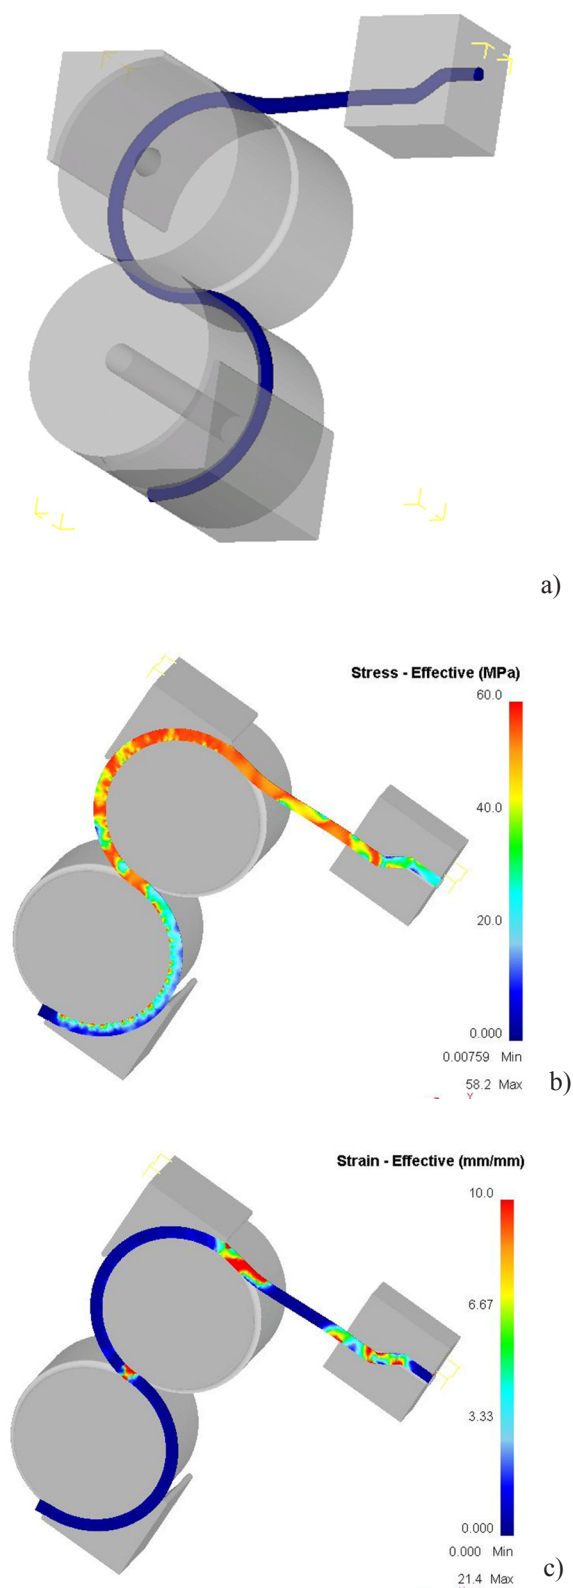 a)
Stress - Effective (MPa)
60.0
40.0
20.0
0.000
0.00759 Min
58.2 Max
Y
b)
Strain - Effective (mm/mm)
10.0
6.67
3.33
0.000
0.000 Min
21.4 Max
c)